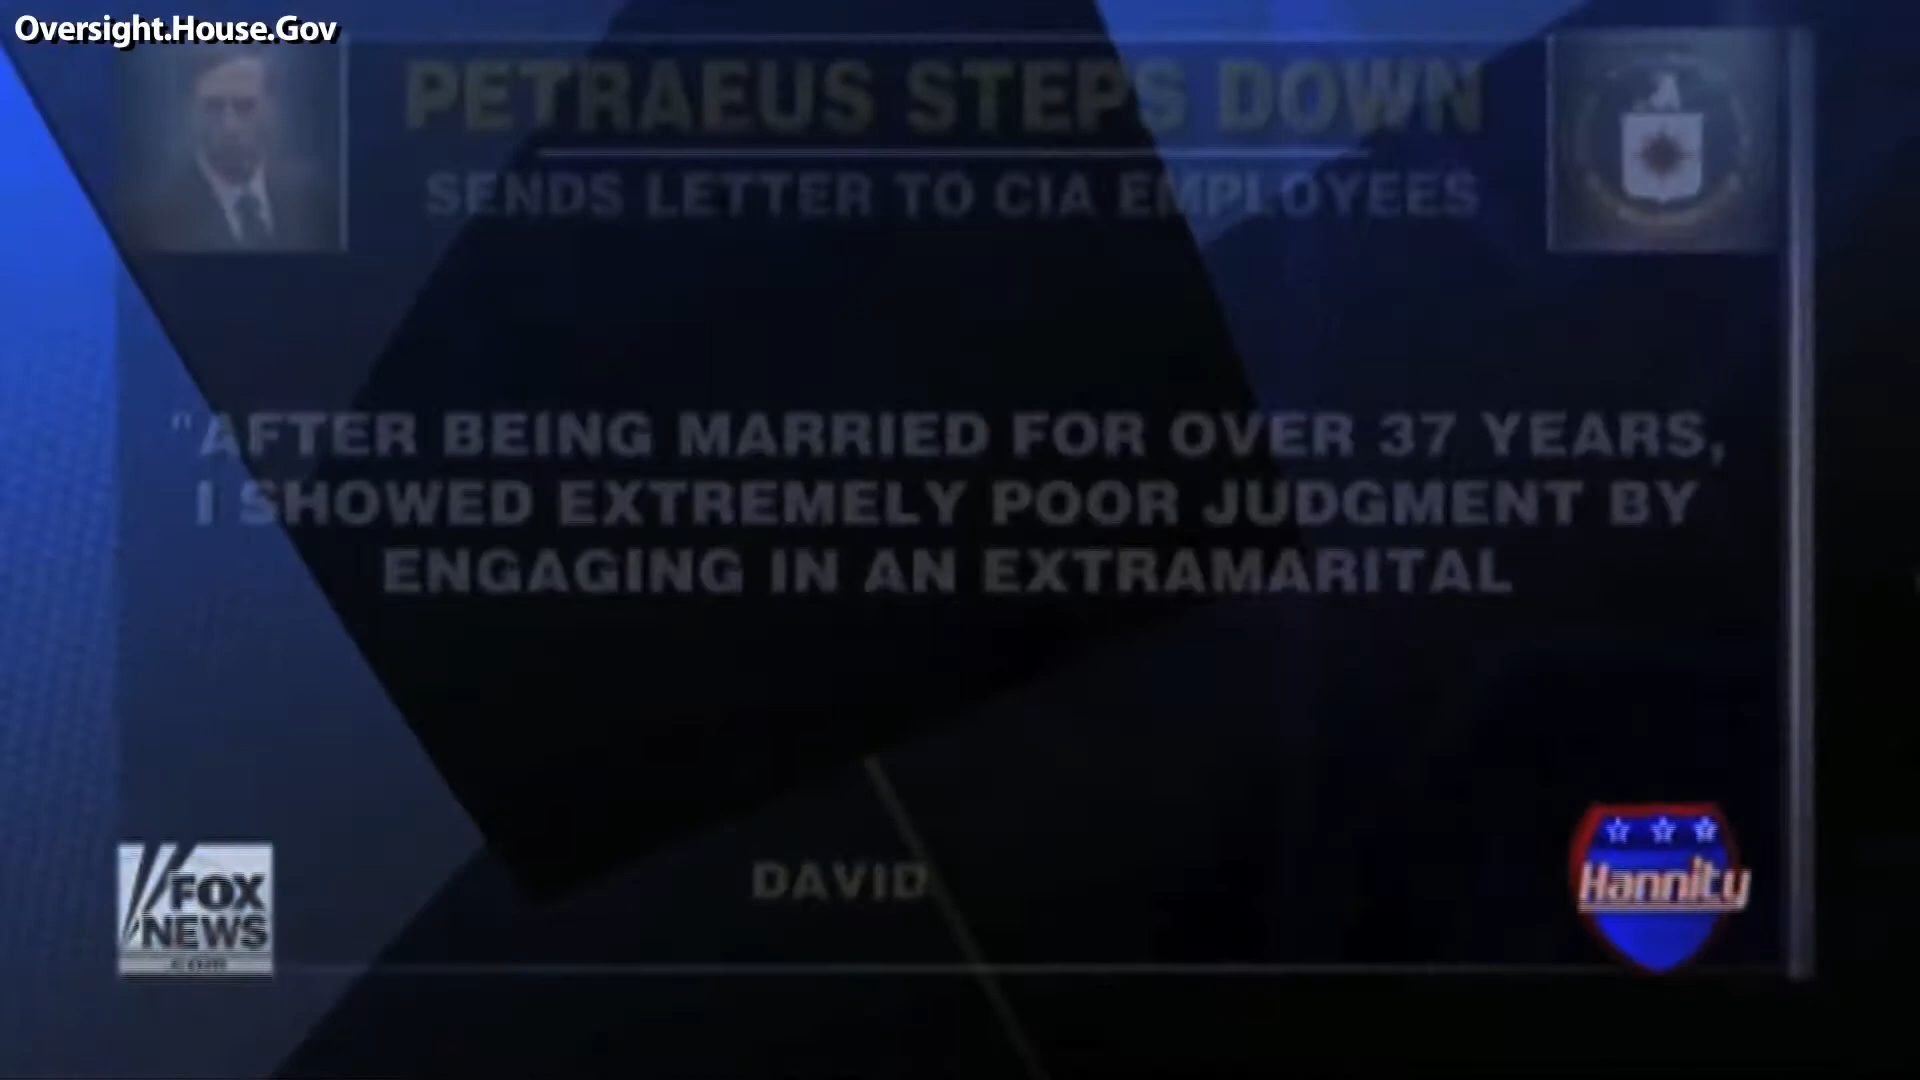 Oversight.House.Gov
PETRAEUS STEPS DOWN
SENDS LETTER TO CIA EMPLOYEES
"AFTER BEING MARRIED FOR OVER 37 YEARS,
I SHOWED EXTREMELY POOR JUDGMENT BY
ENGAGING IN AN EXTRAMARITAL
DAVID
FOX
NEWS
.com
Hannity